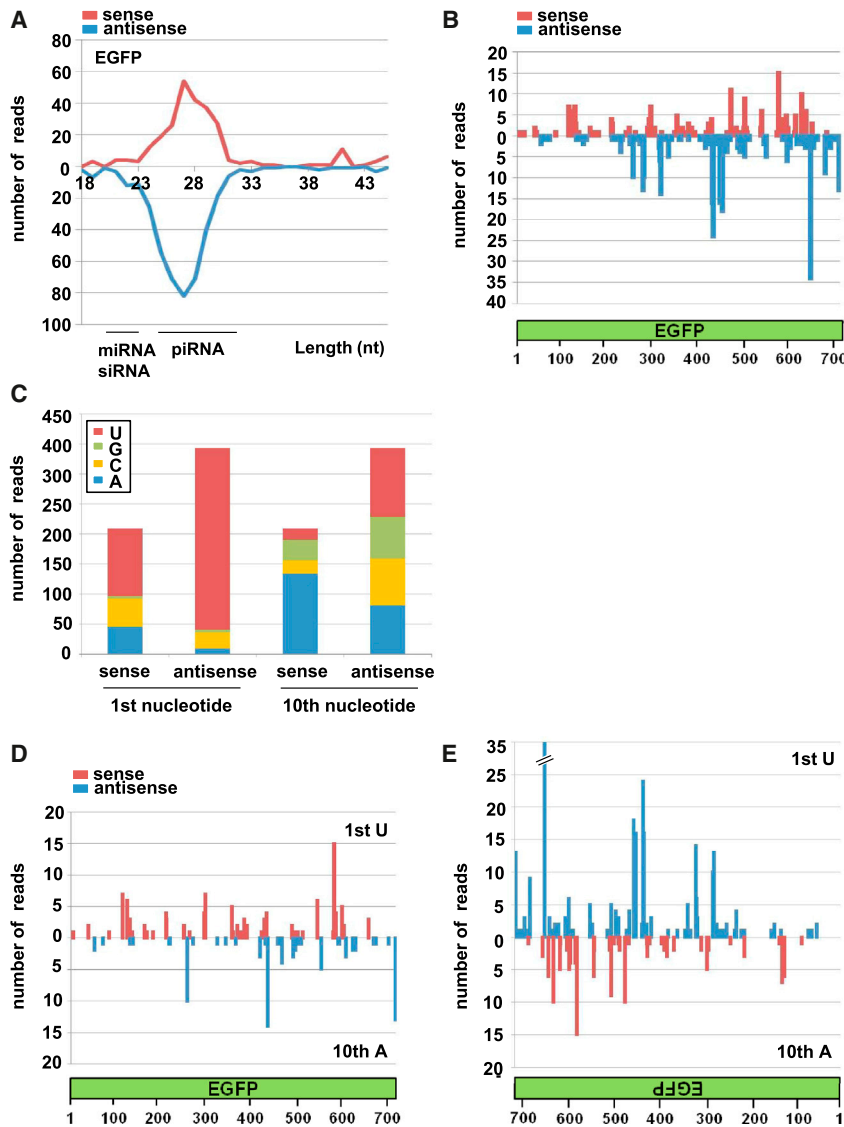 A
sense
antisense
EGFP
number of reads
80
60
40
20
0
20
40
60
80
100
18 23 28 33 38 43
miRNA
siRNA
piRNA
Length (nt)
B
sense
antisense
number of reads
20
15
10
5
0
5
10
15
20
25
30
35
40
EGFP
1 100 200 300 400 500 600 700
C
number of reads
450
400
350
300
250
200
150
100
50
0
U
G
C
A
sense antisense sense antisense
1st nucleotide 10th nucleotide
D
sense
antisense
number of reads
20
15
10
5
0
5
10
15
20
1st U
10th A
EGFP
1 100 200 300 400 500 600 700
E
number of reads
35
25
20
15
10
5
0
5
10
15
20
1st U
10th A
EGFP
700 600 500 400 300 200 100 1